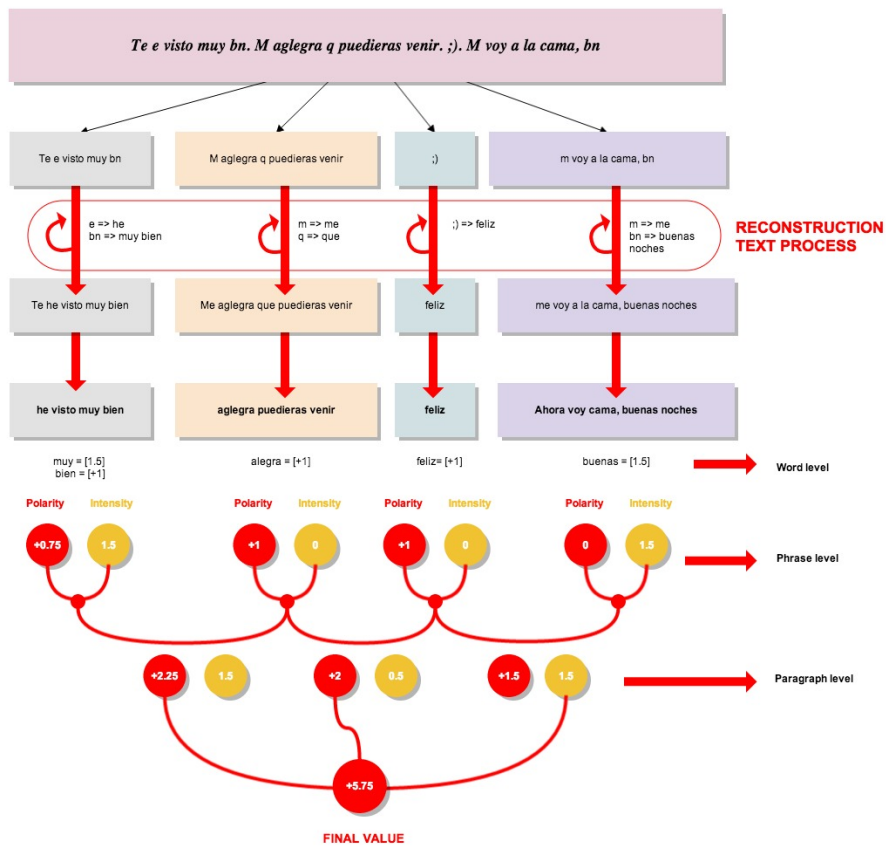 Te e visto muy bn. M aglegra q puedieras venir. ;). M voy a la cama, bn
Te e visto muy bn
M aglegra q puedieras venir
;)
m voy a la cama, bn
e => he
bn => muy bien
m => me
q => que
;) => feliz
m => me
bn => buenas
noches
RECONSTRUCTION
TEXT PROCESS
Te he visto muy bien
Me aglegra que puedieras venir
feliz
me voy a la cama, buenas noches
he visto muy bien
aglegra puedieras venir
feliz
Ahora voy cama, buenas noches
muy = [1.5]
bien = [+1]
alegra = [+1]
feliz= [+1]
buenas = [1.5]
Word level
Polarity
Intensity
Polarity
Intensity
Polarity
Intensity
Polarity
Intensity
+0.75
1.5
+1
0
+1
0
0
1.5
Phrase level
+2.25
1.5
+2
0.5
+1.5
1.5
Paragraph level
+5.75
FINAL VALUE